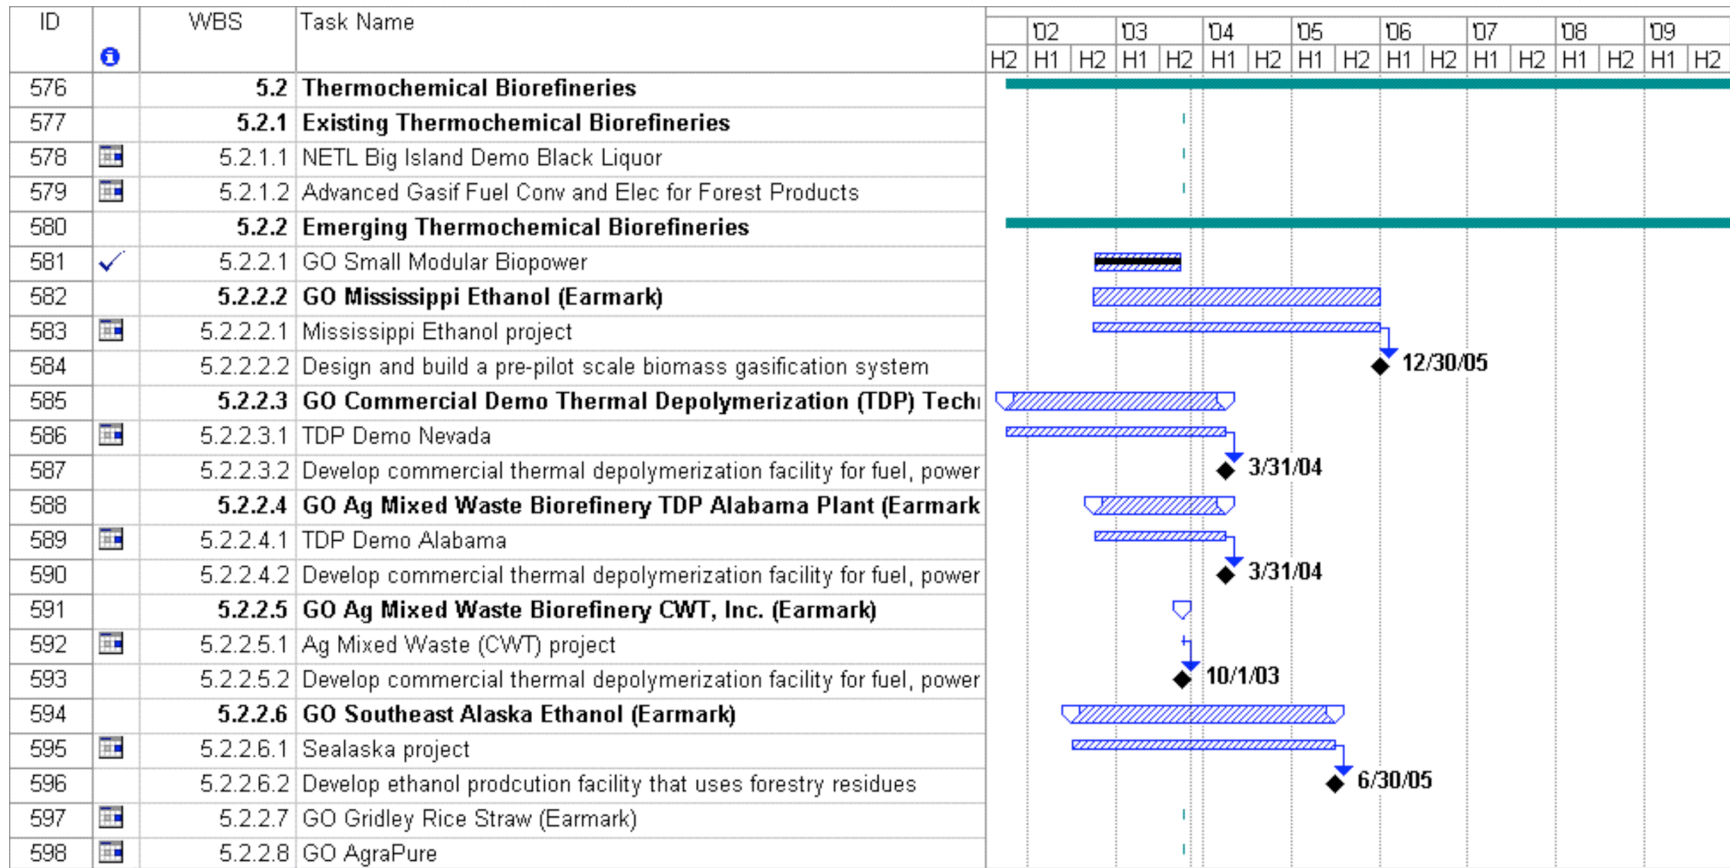 ID WBS Task Name
'02 '03 '04 '05 '06 '07 '08 '09
H2 H1 H2 H1 H2 H1 H2 H1 H2 H1 H2 H1 H2 H1 H2 H1 H2
576 5.2 Thermochemical Biorefineries
577 5.2.1 Existing Thermochemical Biorefineries
578 5.2.1.1 NETL Big Island Demo Black Liquor
579 5.2.1.2 Advanced Gasif Fuel Conv and Elec for Forest Products
580 5.2.2 Emerging Thermochemical Biorefineries
581 5.2.2.1 GO Small Modular Biopower
582 5.2.2.2 GO Mississippi Ethanol (Earmark)
583 5.2.2.2.1 Mississippi Ethanol project
584 5.2.2.2.2 Design and build a pre-pilot scale biomass gasification system 12/30/05
585 5.2.2.3 GO Commercial Demo Thermal Depolymerization (TDP) Techn
586 5.2.2.3.1 TDP Demo Nevada
587 5.2.2.3.2 Develop commercial thermal depolymerization facility for fuel, power 3/31/04
588 5.2.2.4 GO Ag Mixed Waste Biorefinery TDP Alabama Plant (Earmark
589 5.2.2.4.1 TDP Demo Alabama
590 5.2.2.4.2 Develop commercial thermal depolymerization facility for fuel, power 3/31/04
591 5.2.2.5 GO Ag Mixed Waste Biorefinery CWT, Inc. (Earmark)
592 5.2.2.5.1 Ag Mixed Waste (CWT) project
593 5.2.2.5.2 Develop commercial thermal depolymerization facility for fuel, power 10/1/03
594 5.2.2.6 GO Southeast Alaska Ethanol (Earmark)
595 5.2.2.6.1 Sealaska project
596 5.2.2.6.2 Develop ethanol prodcution facility that uses forestry residues 6/30/05
597 5.2.2.7 GO Gridley Rice Straw (Earmark)
598 5.2.2.8 GO AgraPure